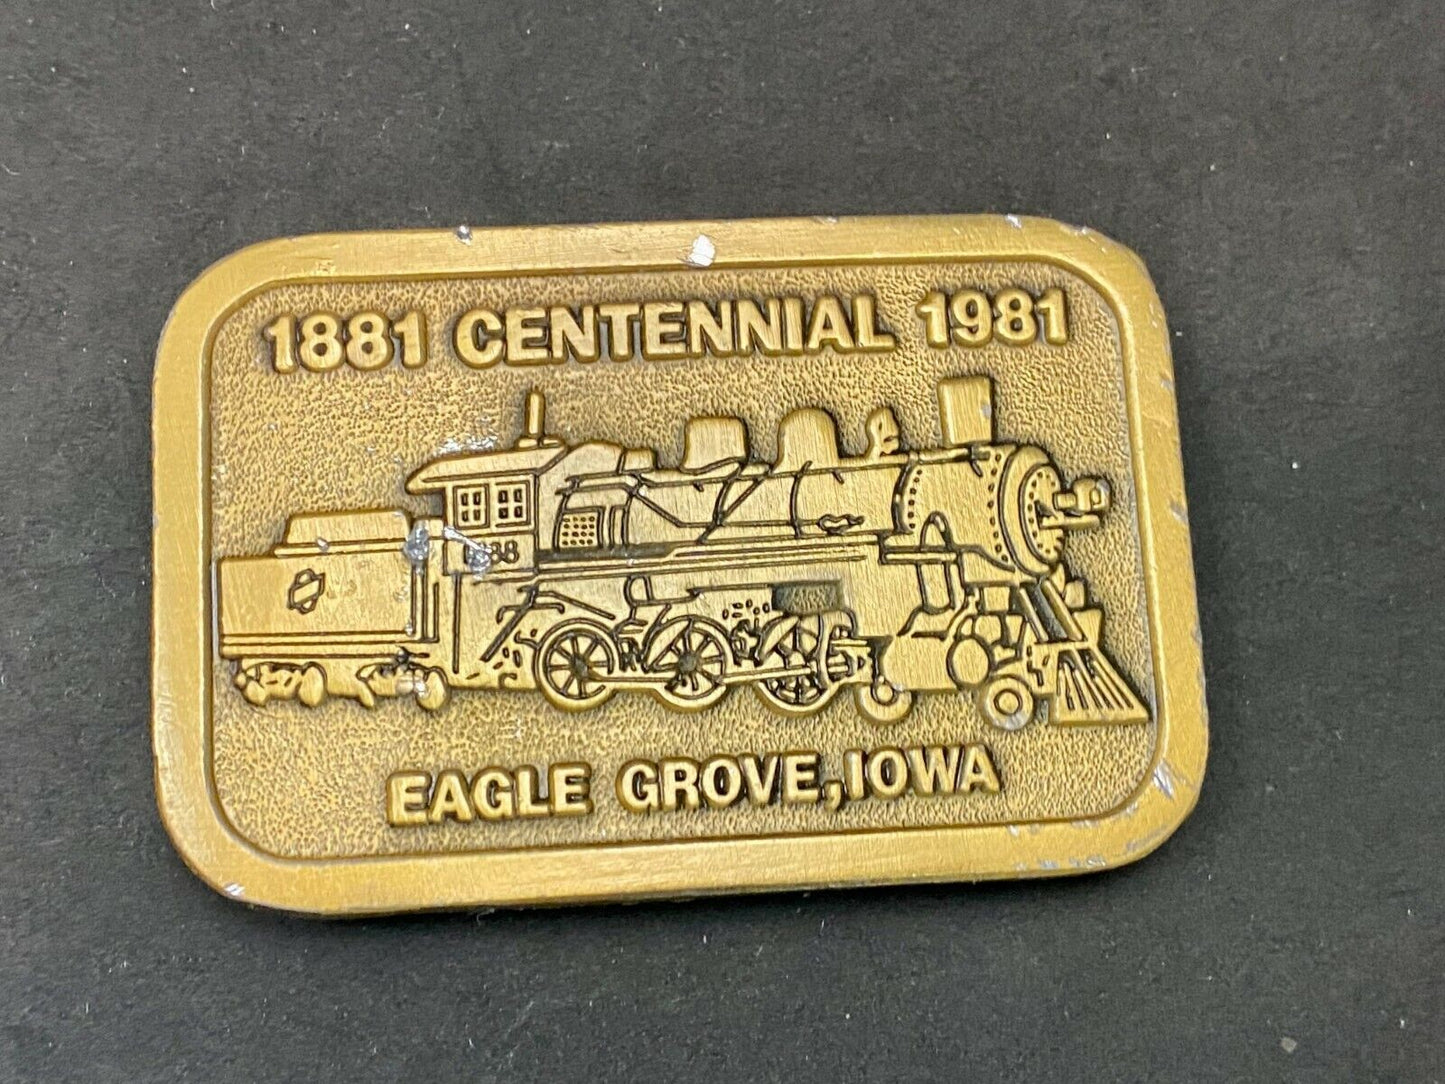 1881 CENTENNIAL 1981
EAGLE GROVE, IOWA